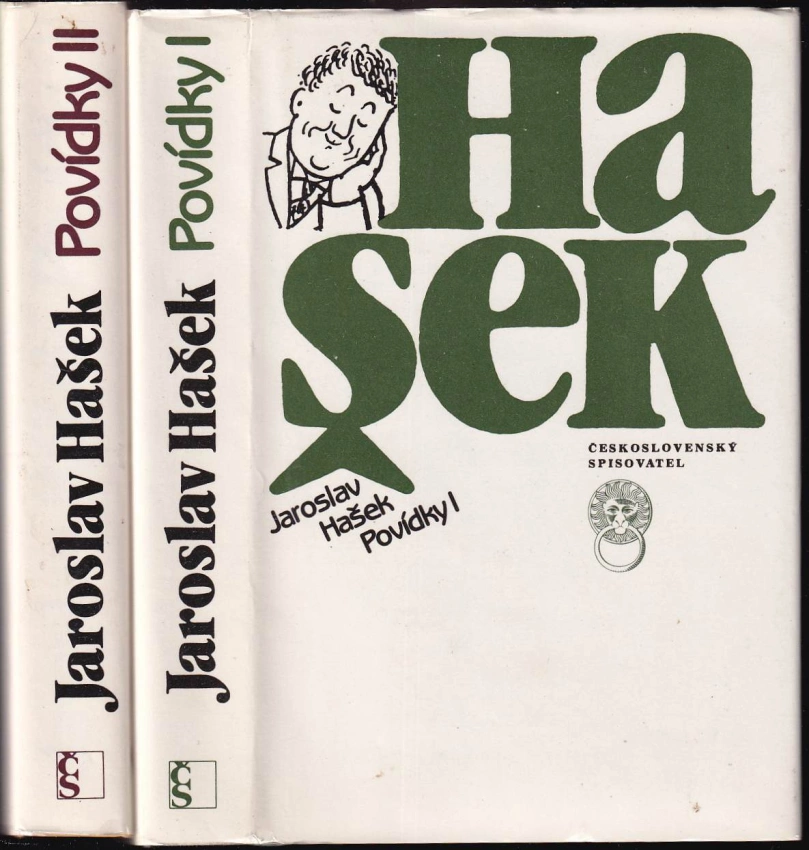 Jaroslav Hašek Povídky II
ČS
Jaroslav Hašek Povídky I
ČS
Ha
šek
ČESKOSLOVENSKÝ
SPISOVATEL
Jaroslav
Hašek
Povídky I